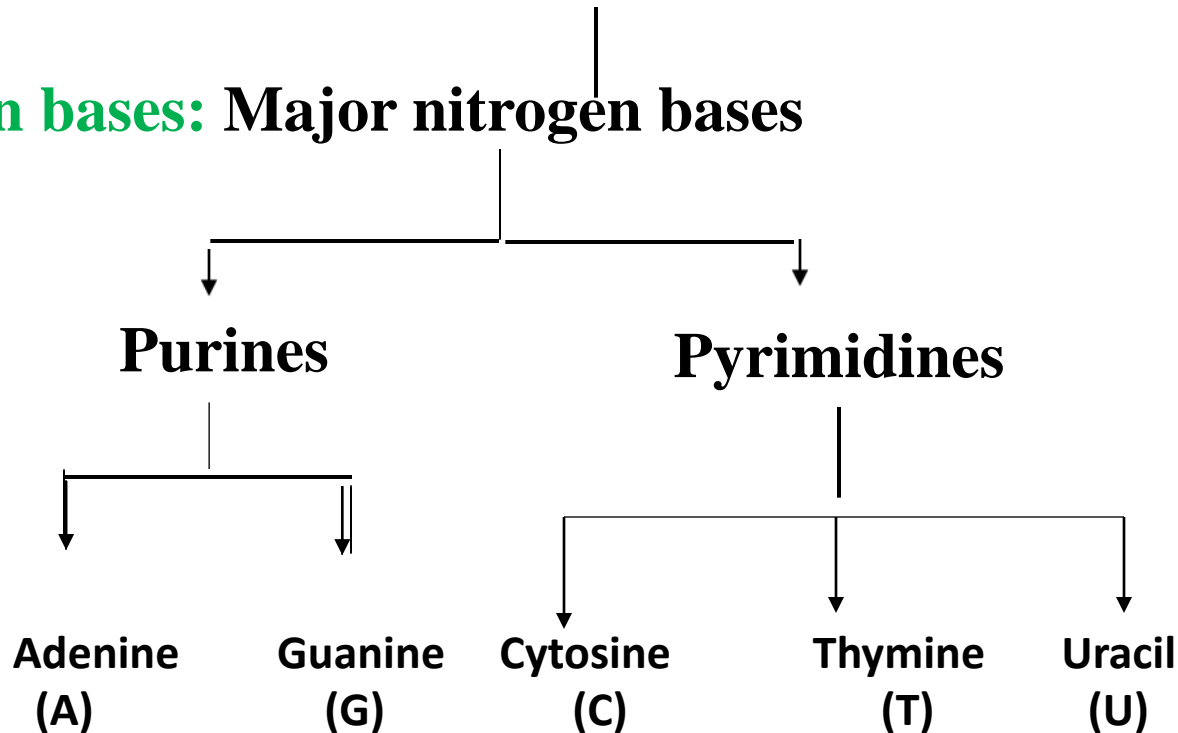 n bases: Major nitrogen bases
Purines Pyrimidines
Adenine Guanine Cytosine Thymine Uracil
(A) (G) (C) (T) (U)